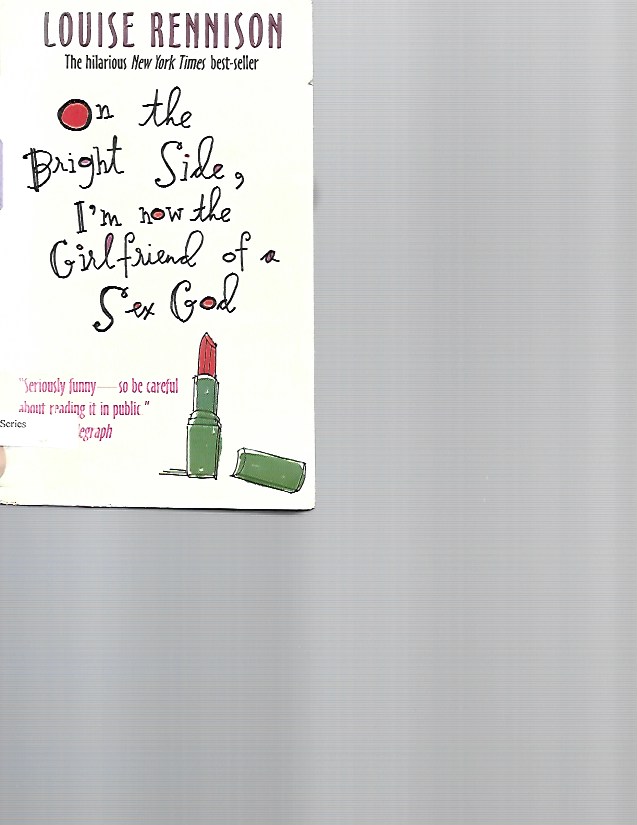 LOUISE RENNISON
The hilarious New York Times best-seller
On the
Bright Side,
I'm now the
Girlfriend of a
Sex God
"Seriously funny—so be careful
about reading it in public"
Series